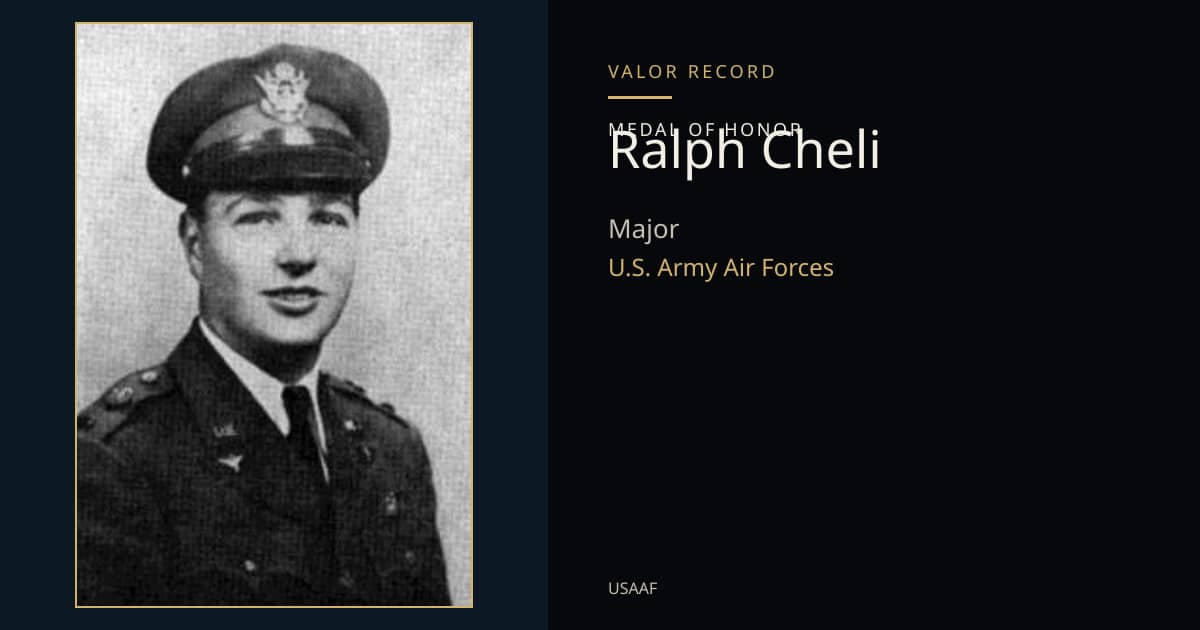 VALOR RECORD
MEDAL OF HONOR
Ralph Cheli
Major
U.S. Army Air Forces
USAAF